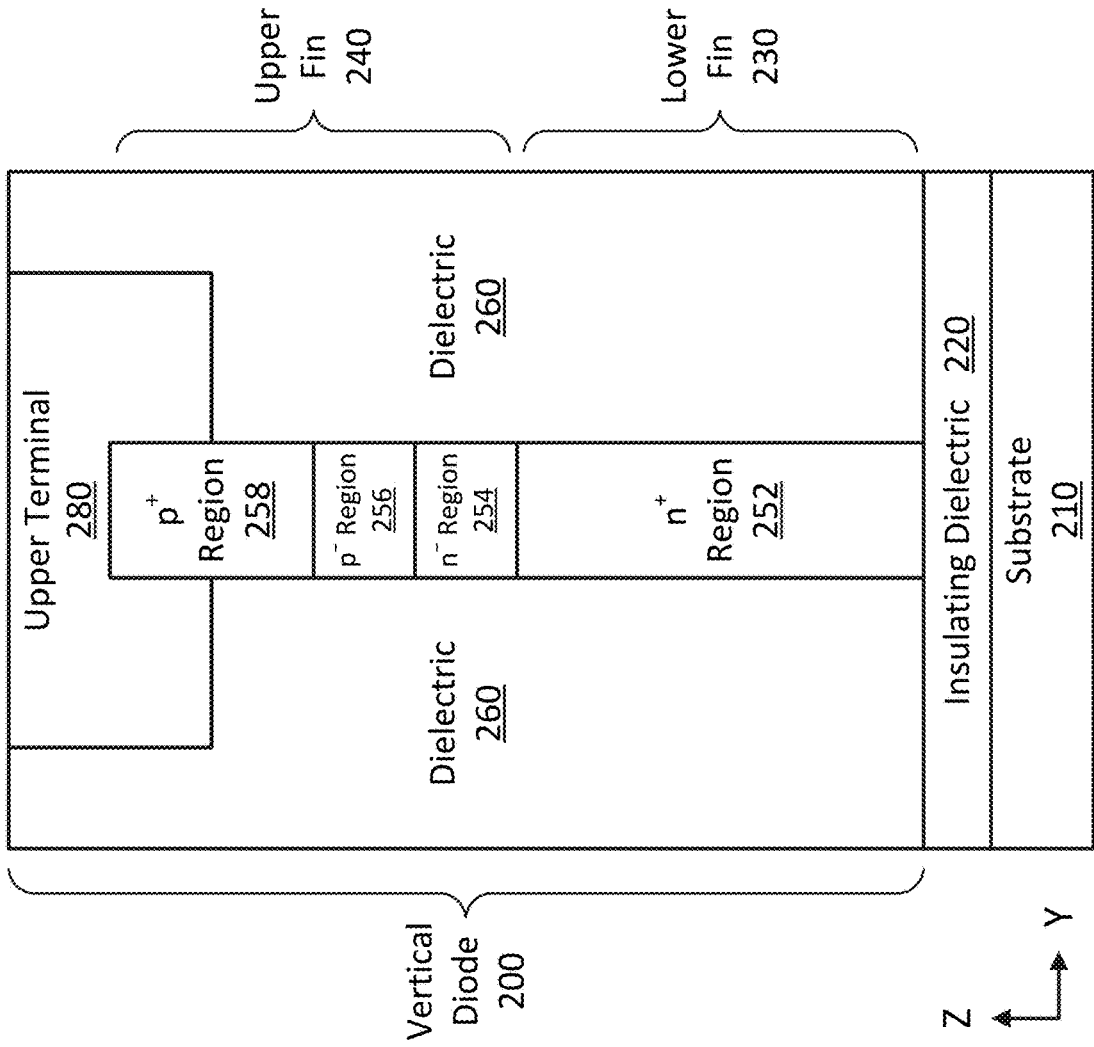 Upper Terminal
280
p+
Region
258
p− Region
256
n− Region
254
n+
Region
252
Dielectric
260
Dielectric
260
Insulating Dielectric 220
Substrate
210
Vertical
Diode
200
Upper
Fin
240
Lower
Fin
230
Z
Y